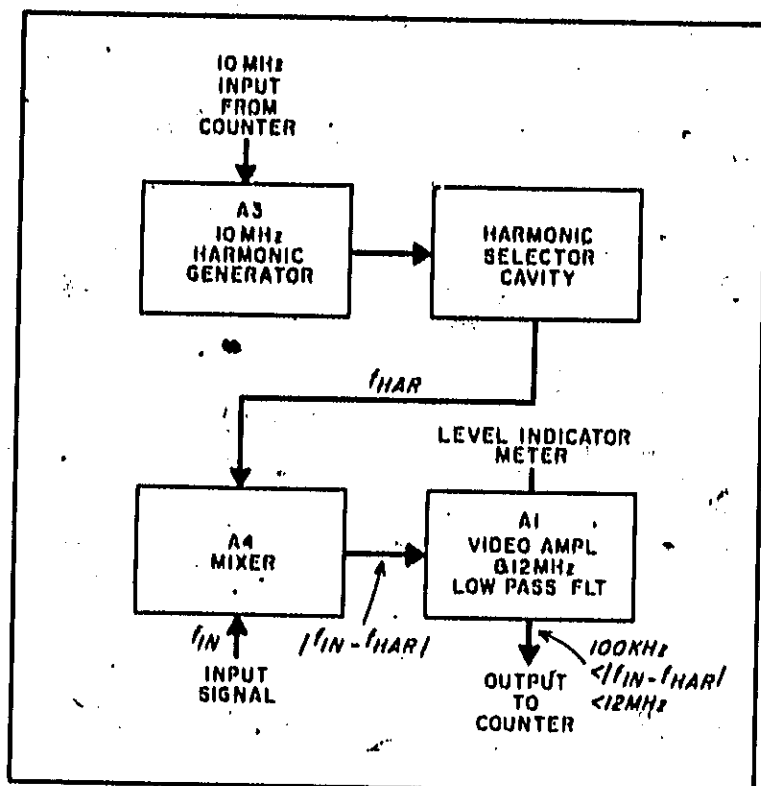 10 MHz
INPUT
FROM
COUNTER
A3
10 MHz
HARMONIC
GENERATOR
HARMONIC
SELECTOR
CAVITY
fHAR
LEVEL INDICATOR
METER
A4
MIXER
A1
VIDEO AMPL
&12MHz
LOW PASS FLT
fIN
INPUT
SIGNAL
|fIN-fHAR|
OUTPUT
TO
COUNTER
100KHz
<|fIN-fHAR|
<12MHz